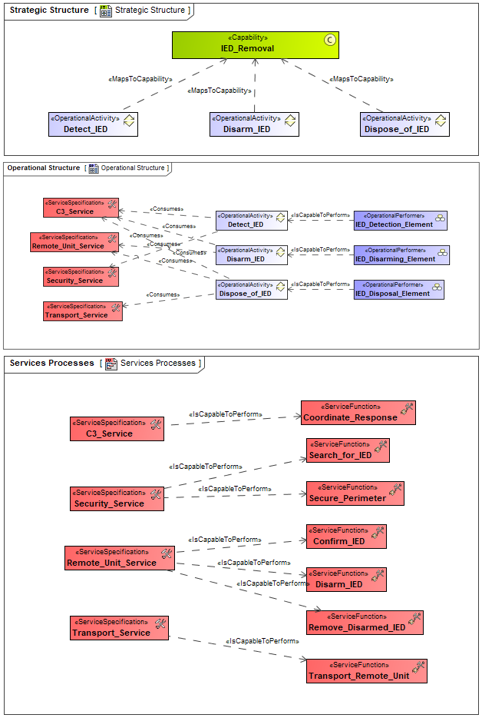 Strategic Structure [ Strategic Structure ]
«Capability»
IED_Removal
C
«MapsToCapability»
«MapsToCapability»
«MapsToCapability»
«OperationalActivity»
Detect_IED
«OperationalActivity»
Disarm_IED
«OperationalActivity»
Dispose_of_IED
Operational Structure [ Operational Structure ]
«ServiceSpecification»
C3_Service
«Consumes»
«OperationalActivity»
Detect_IED
«IsCapableToPerform»
«OperationalPerformer»
IED_Detection_Element
«ServiceSpecification»
Remote_Unit_Service
«Consumes»
«OperationalActivity»
Disarm_IED
«IsCapableToPerform»
«OperationalPerformer»
IED_Disarming_Element
«ServiceSpecification»
Security_Service
«Consumes»
«OperationalActivity»
Dispose_of_IED
«IsCapableToPerform»
«OperationalPerformer»
IED_Disposal_Element
«ServiceSpecification»
Transport_Service
«Consumes»
Services Processes [ Services Processes ]
«ServiceSpecification»
C3_Service
«IsCapableToPerform»
«ServiceFunction»
Coordinate_Response
«ServiceFunction»
Search_for_IED
«IsCapableToPerform»
«ServiceSpecification»
Security_Service
«IsCapableToPerform»
«ServiceFunction»
Secure_Perimeter
«ServiceFunction»
Confirm_IED
«IsCapableToPerform»
«ServiceSpecification»
Remote_Unit_Service
«IsCapableToPerform»
«ServiceFunction»
Disarm_IED
«IsCapableToPerform»
«ServiceFunction»
Remove_Disarmed_IED
«ServiceSpecification»
Transport_Service
«IsCapableToPerform»
«ServiceFunction»
Transport_Remote_Unit